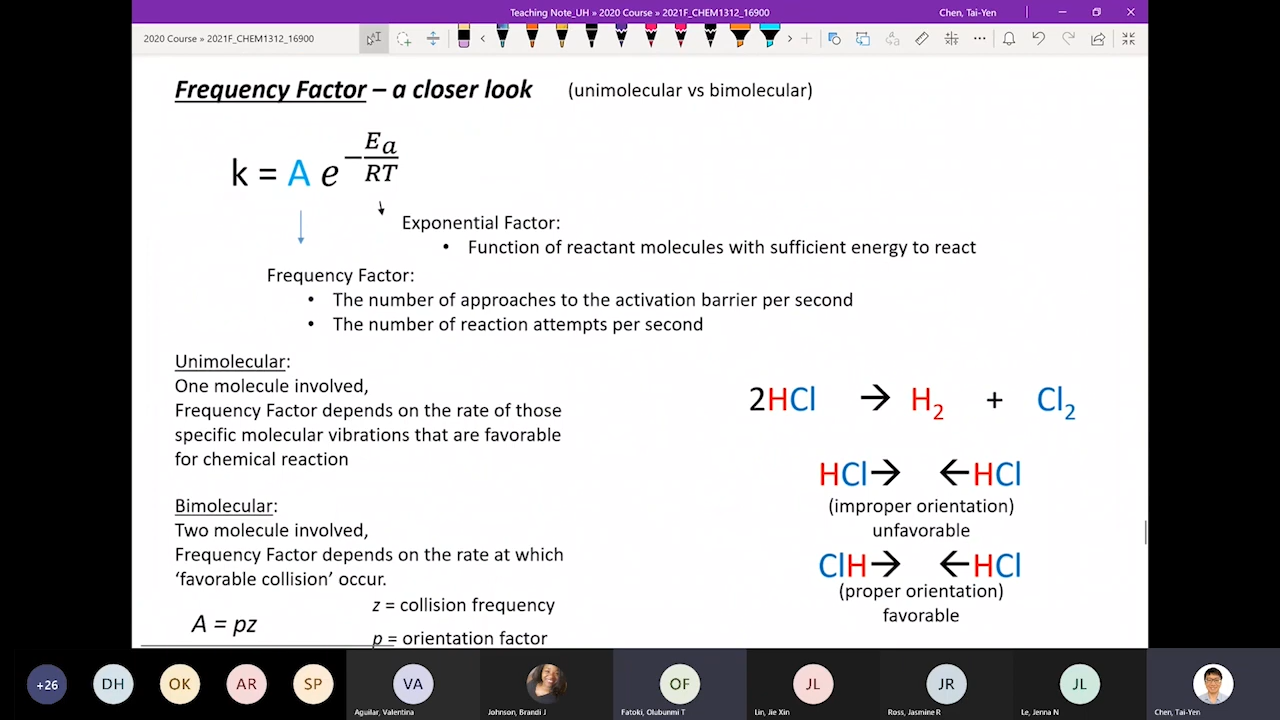 Teaching Note_UH » 2020 Course » 2021F_CHEM1312_16900
Chen, Tai-Yen
2020 Course » 2021F_CHEM1312_16900
Frequency Factor – a closer look (unimolecular vs bimolecular)
k = A e^{-\frac{E_a}{RT}}
Exponential Factor:
• Function of reactant molecules with sufficient energy to react
Frequency Factor:
• The number of approaches to the activation barrier per second
• The number of reaction attempts per second
Unimolecular:
One molecule involved,
Frequency Factor depends on the rate of those
specific molecular vibrations that are favorable
for chemical reaction
Bimolecular:
Two molecule involved,
Frequency Factor depends on the rate at which
‘favorable collision’ occur.
A = pz
z = collision frequency
p = orientation factor
2HCl → H₂ + Cl₂
HCl→ ←HCl
(improper orientation)
unfavorable
ClH→ ←HCl
(proper orientation)
favorable
+26
DH
OK
AR
SP
VA
Aguilar, Valentina
Johnson, Brandi J
OF
Fatoki, Olubunmi T
JL
Lin, Jie Xin
JR
Ross, Jasmine R
JL
Le, Jenna N
Chen, Tai-Yen